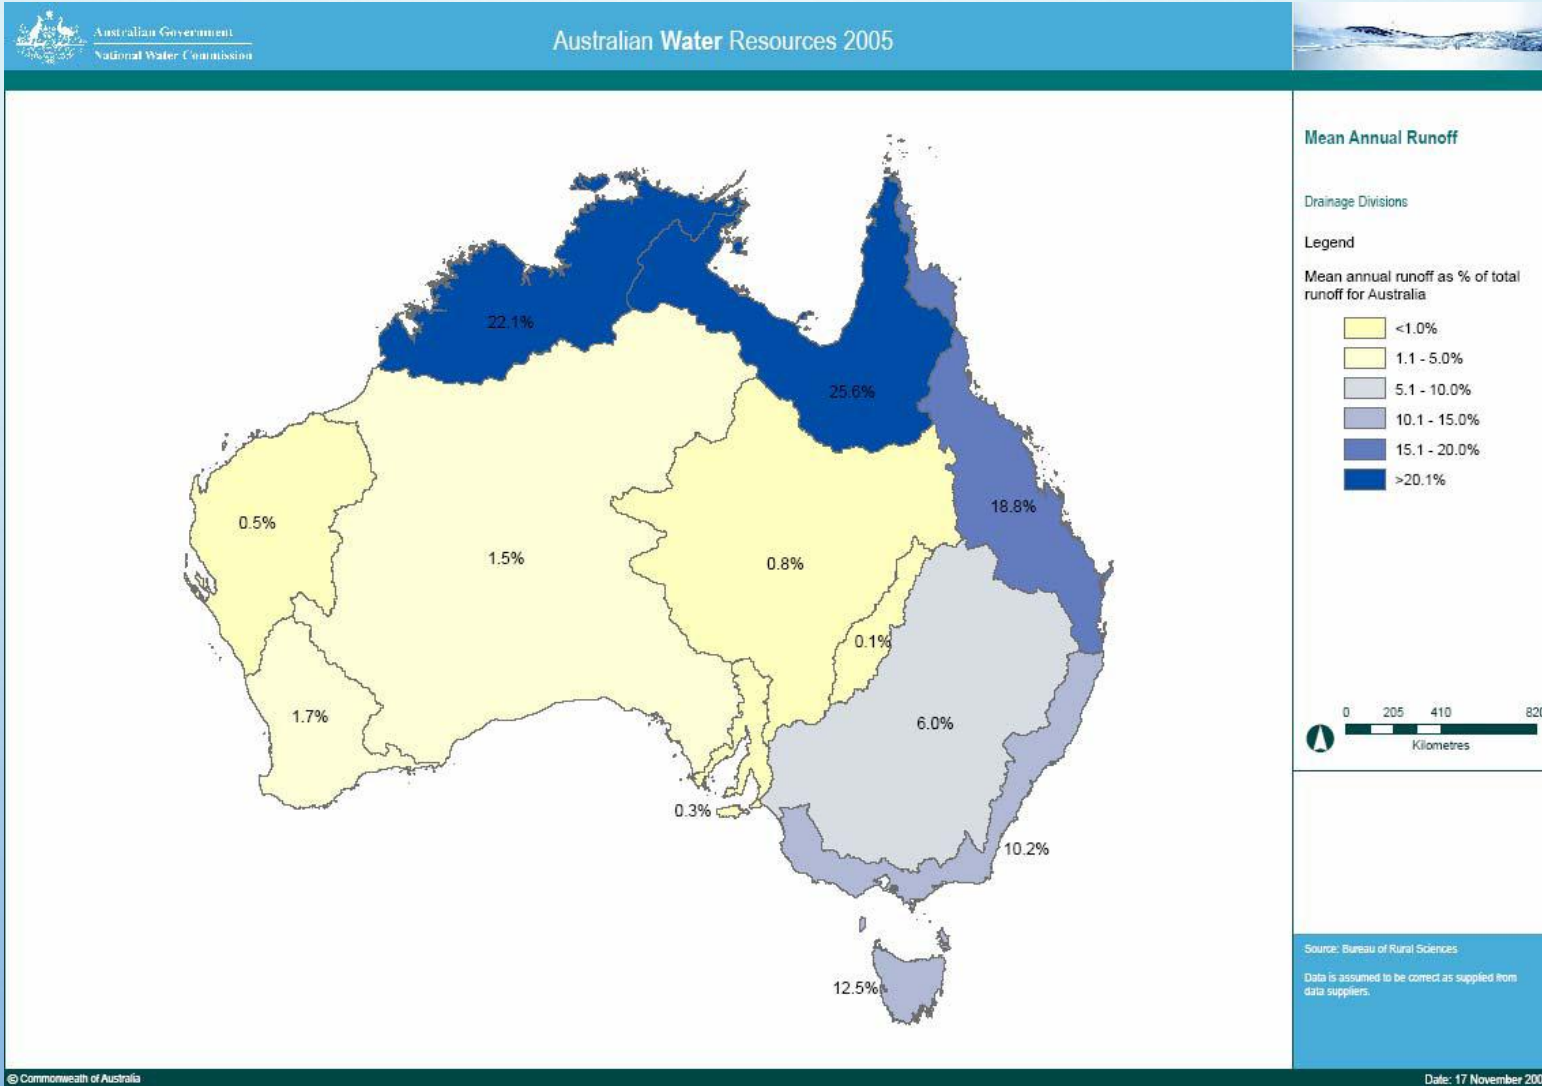 Australian Government
National Water Commission
Australian Water Resources 2005
Mean Annual Runoff
Drainage Divisions
Legend
Mean annual runoff as % of total
runoff for Australia
<1.0%
1.1 - 5.0%
5.1 - 10.0%
10.1 - 15.0%
15.1 - 20.0%
>20.1%
22.1%
25.6%
18.8%
0.5%
1.5%
0.8%
0.1%
1.7%
6.0%
0.3%
10.2%
12.5%
0 205 410 820
Kilometres
Source: Bureau of Rural Sciences
Data is assumed to be correct as supplied from
data suppliers.
© Commonweath of Australia
Date: 17 November